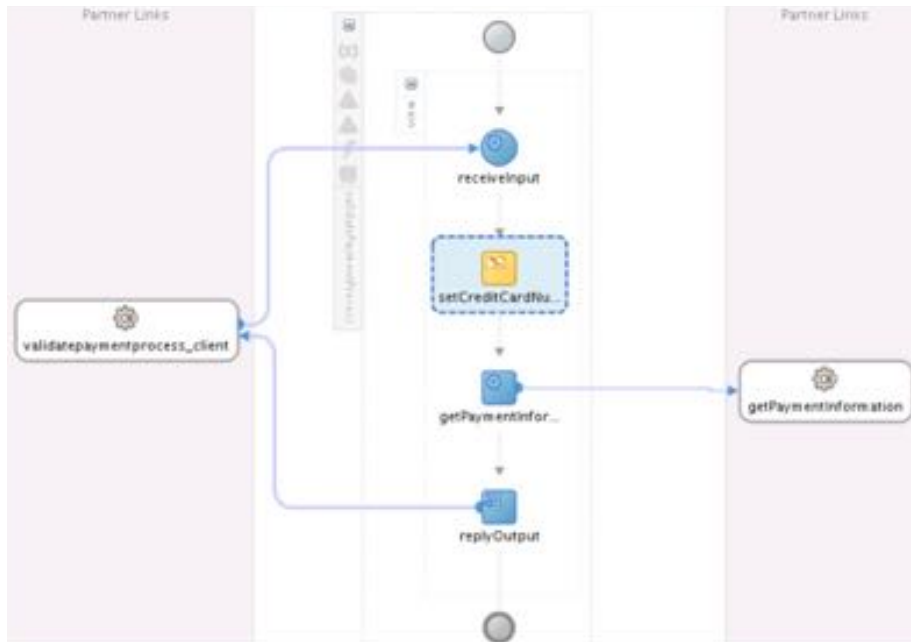 Partner Links
Partner Links
receiveInput
setCreditCardNu...
validatepaymentprocess_client
getPaymentInfor...
getPaymentInformation
replyOutput